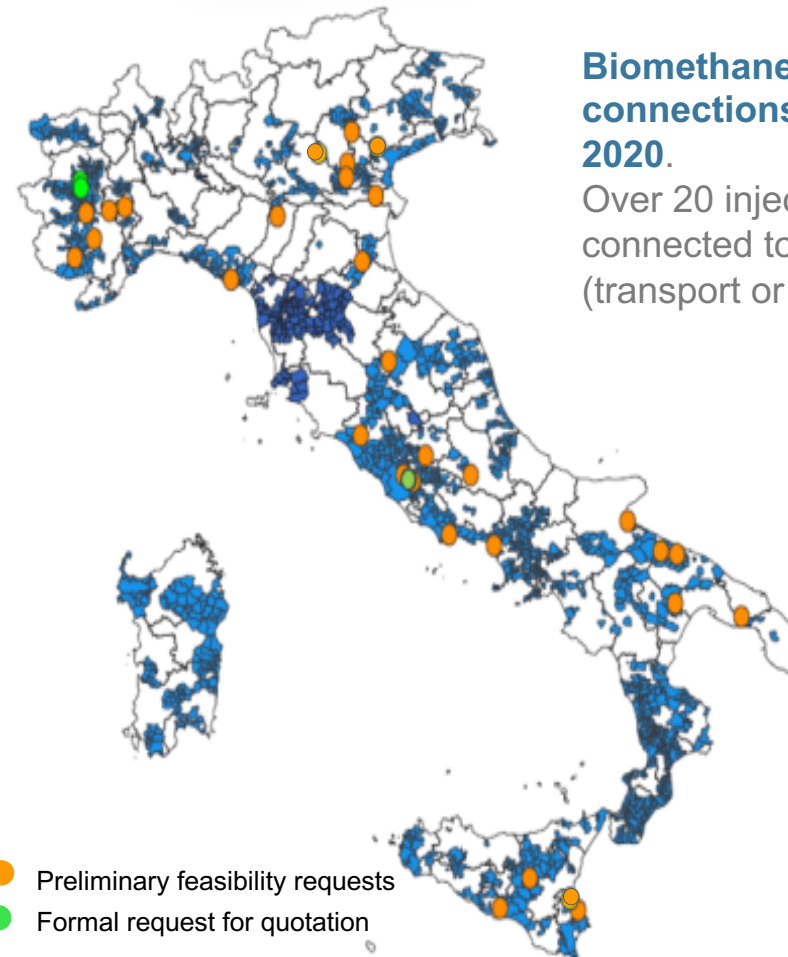 Biomethane
connections
2020.
Over 20 injec
connected to
(transport or
Preliminary feasibility requests
Formal request for quotation